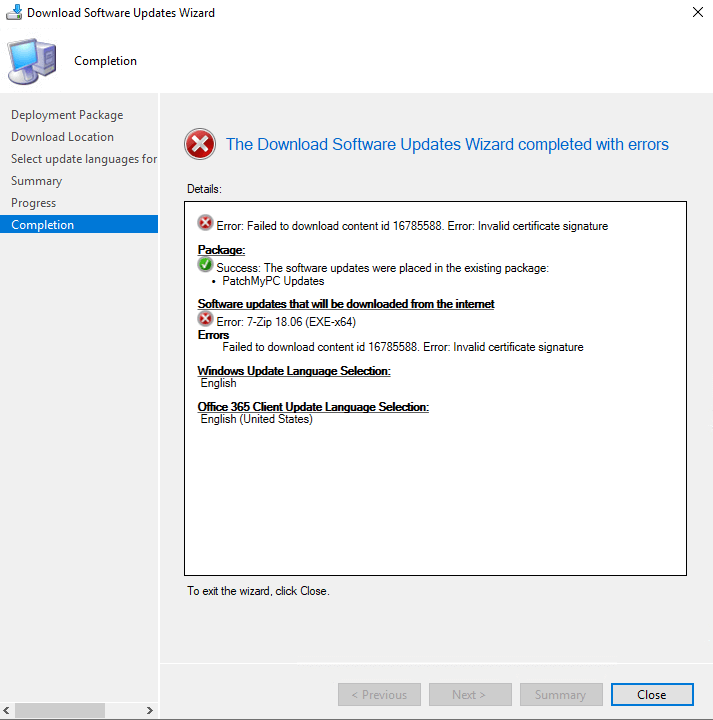 Download Software Updates Wizard
Completion
Deployment Package
Download Location
Select update languages for
Summary
Progress
Completion
The Download Software Updates Wizard completed with errors
Details:
Error: Failed to download content id 16785588. Error: Invalid certificate signature
Package:
Success: The software updates were placed in the existing package:
• PatchMyPC Updates
Software updates that will be downloaded from the internet
Error: 7-Zip 18.06 (EXE-x64)
Errors
Failed to download content id 16785588. Error: Invalid certificate signature
Windows Update Language Selection:
English
Office 365 Client Update Language Selection:
English (United States)
To exit the wizard, click Close.
< Previous
Next >
Summary
Close